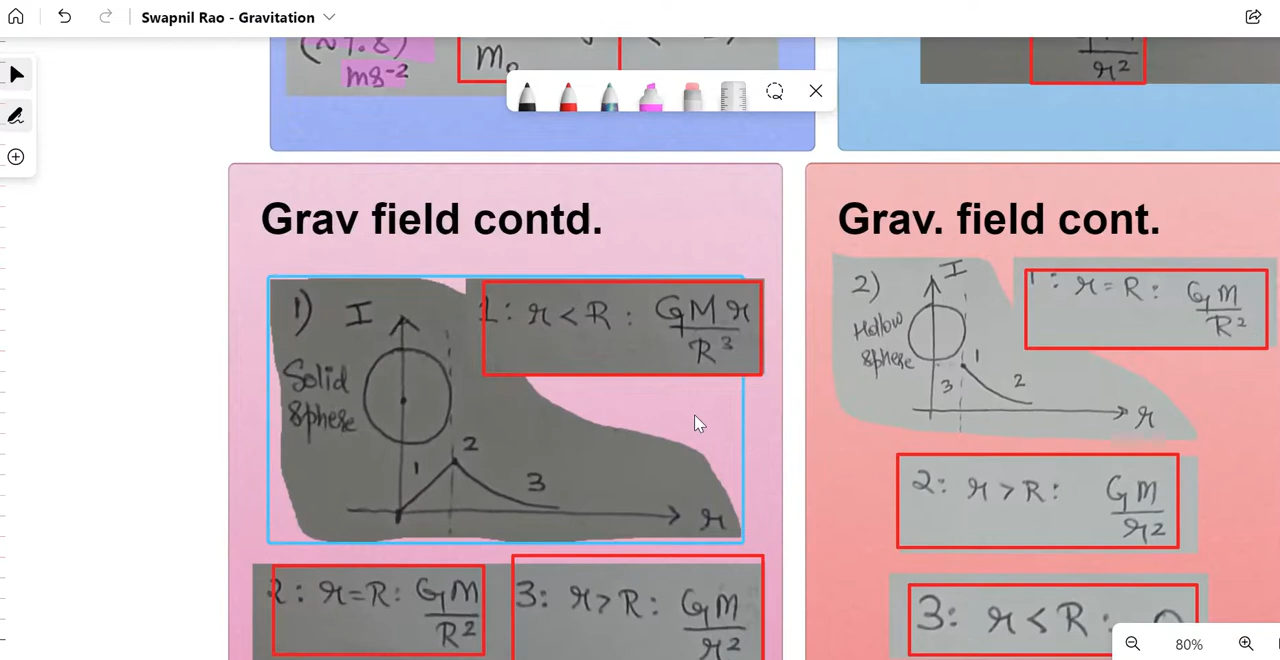 Swapnil Rao - Gravitation
(~9.8)
ms⁻²
r²
Grav field contd.
1) I
Solid
Sphere
1
2
3
r
1: r < R : GMr/R³
2: r = R: GM/R²
3: r > R: GM/r²
Grav. field cont.
2) I
Hollow
Sphere
1
2
3
r
1: r = R: GM/R²
2: r > R: GM/r²
3: r < R: 0
80%